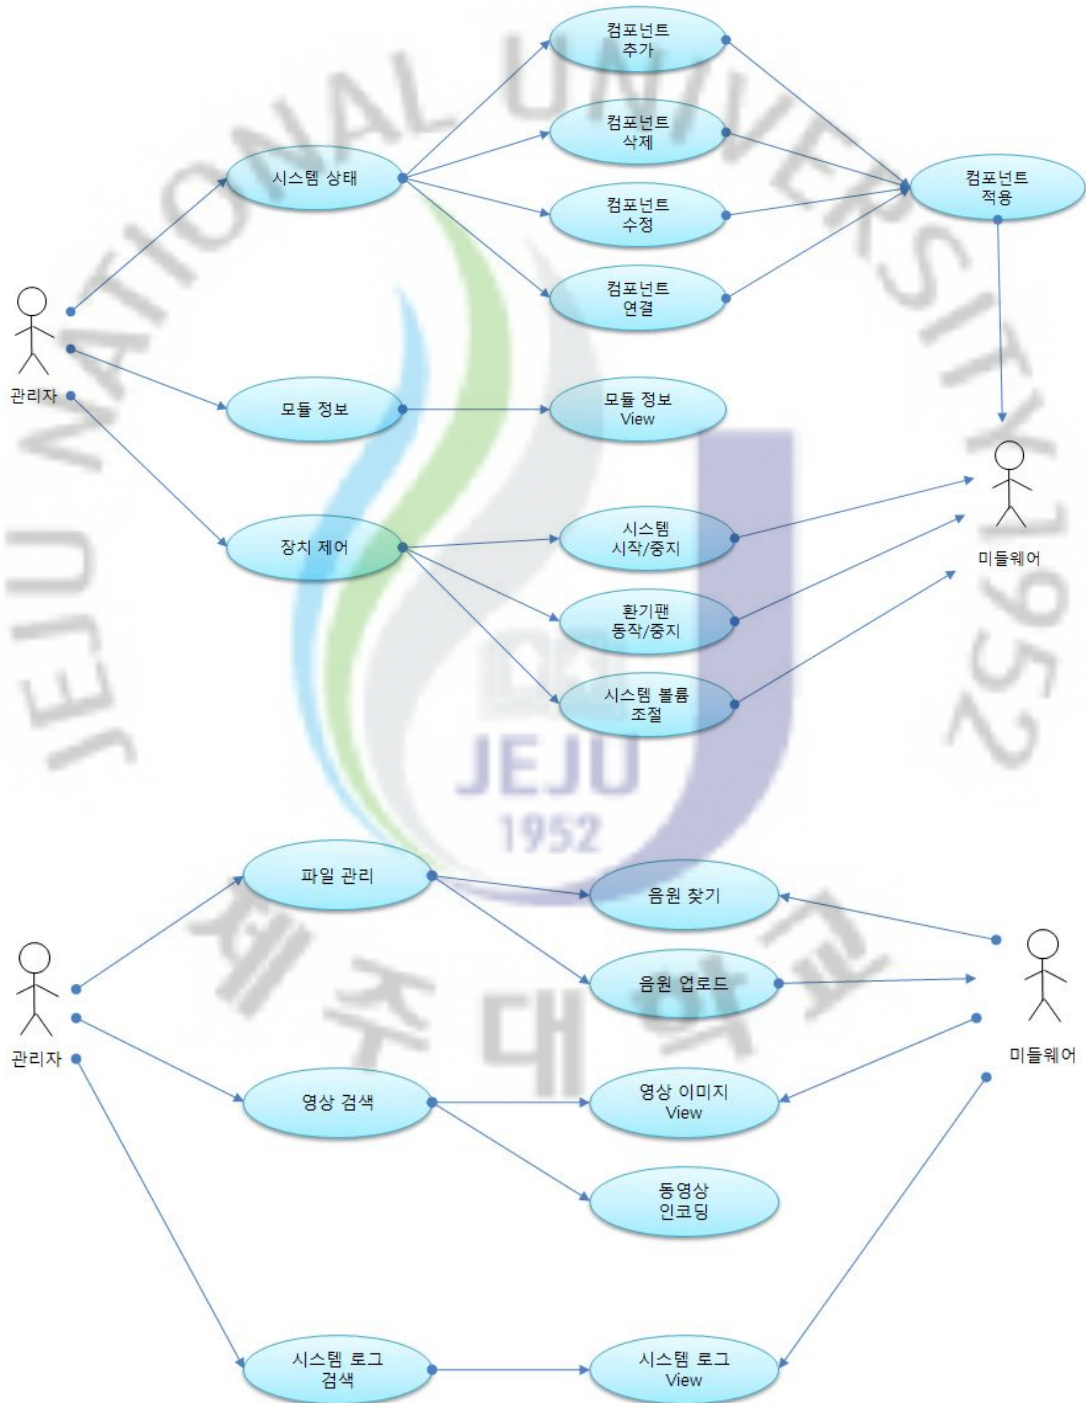 컴포넌트
추가
컴포넌트
삭제
시스템 상태
컴포넌트
적용
컴포넌트
수정
컴포넌트
연결
관리자
모듈 정보
모듈 정보
View
장치 제어
시스템
시작/중지
미들웨어
환기팬
동작/중지
시스템 볼륨
조절
JEJU NATIONAL UNIVERSITY 1952
JEJU
1952
파일 관리
음원 찾기
음원 업로드
관리자
미들웨어
제주대학교
영상 검색
영상 이미지
View
동영상
인코딩
시스템 로그
검색
시스템 로그
View